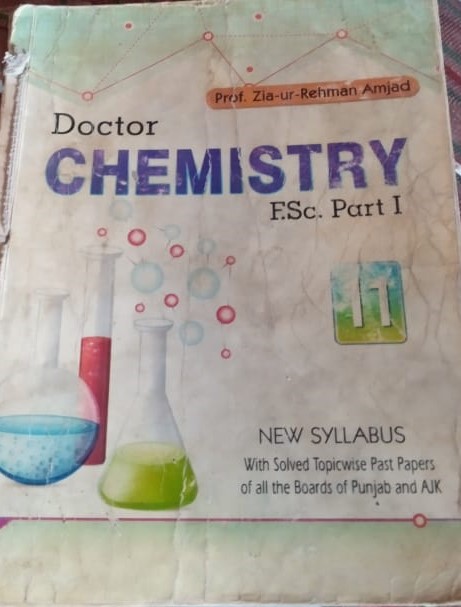 Prof. Zia-ur-Rehman Amjad
Doctor
CHEMISTRY
F.Sc. Part I
11
NEW SYLLABUS
With Solved Topicwise Past Papers
of all the Boards of Punjab and AJK